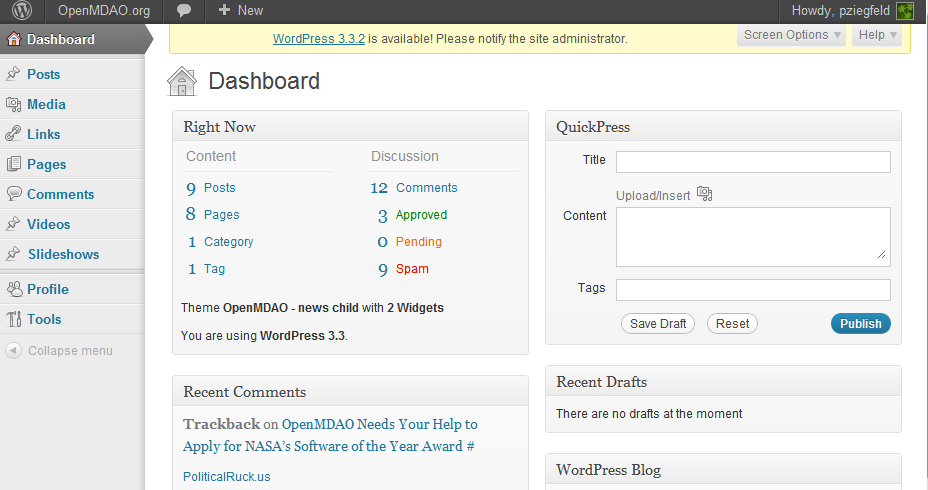 OpenMDAO.org
New
Howdy, pziegfeld
Dashboard
Posts
Media
Links
Pages
Comments
Videos
Slideshows
Profile
Tools
Collapse menu
WordPress 3.3.2 is available! Please notify the site administrator.
Screen Options
Help
Dashboard
Right Now
Content
9 Posts
8 Pages
1 Category
1 Tag
Discussion
12 Comments
3 Approved
0 Pending
9 Spam
Theme OpenMDAO - news child with 2 Widgets
You are using WordPress 3.3.
Recent Comments
Trackback on OpenMDAO Needs Your Help to
Apply for NASA's Software of the Year Award #
PoliticalRuck.us
QuickPress
Title
Upload/Insert
Content
Tags
Save Draft
Reset
Publish
Recent Drafts
There are no drafts at the moment
WordPress Blog